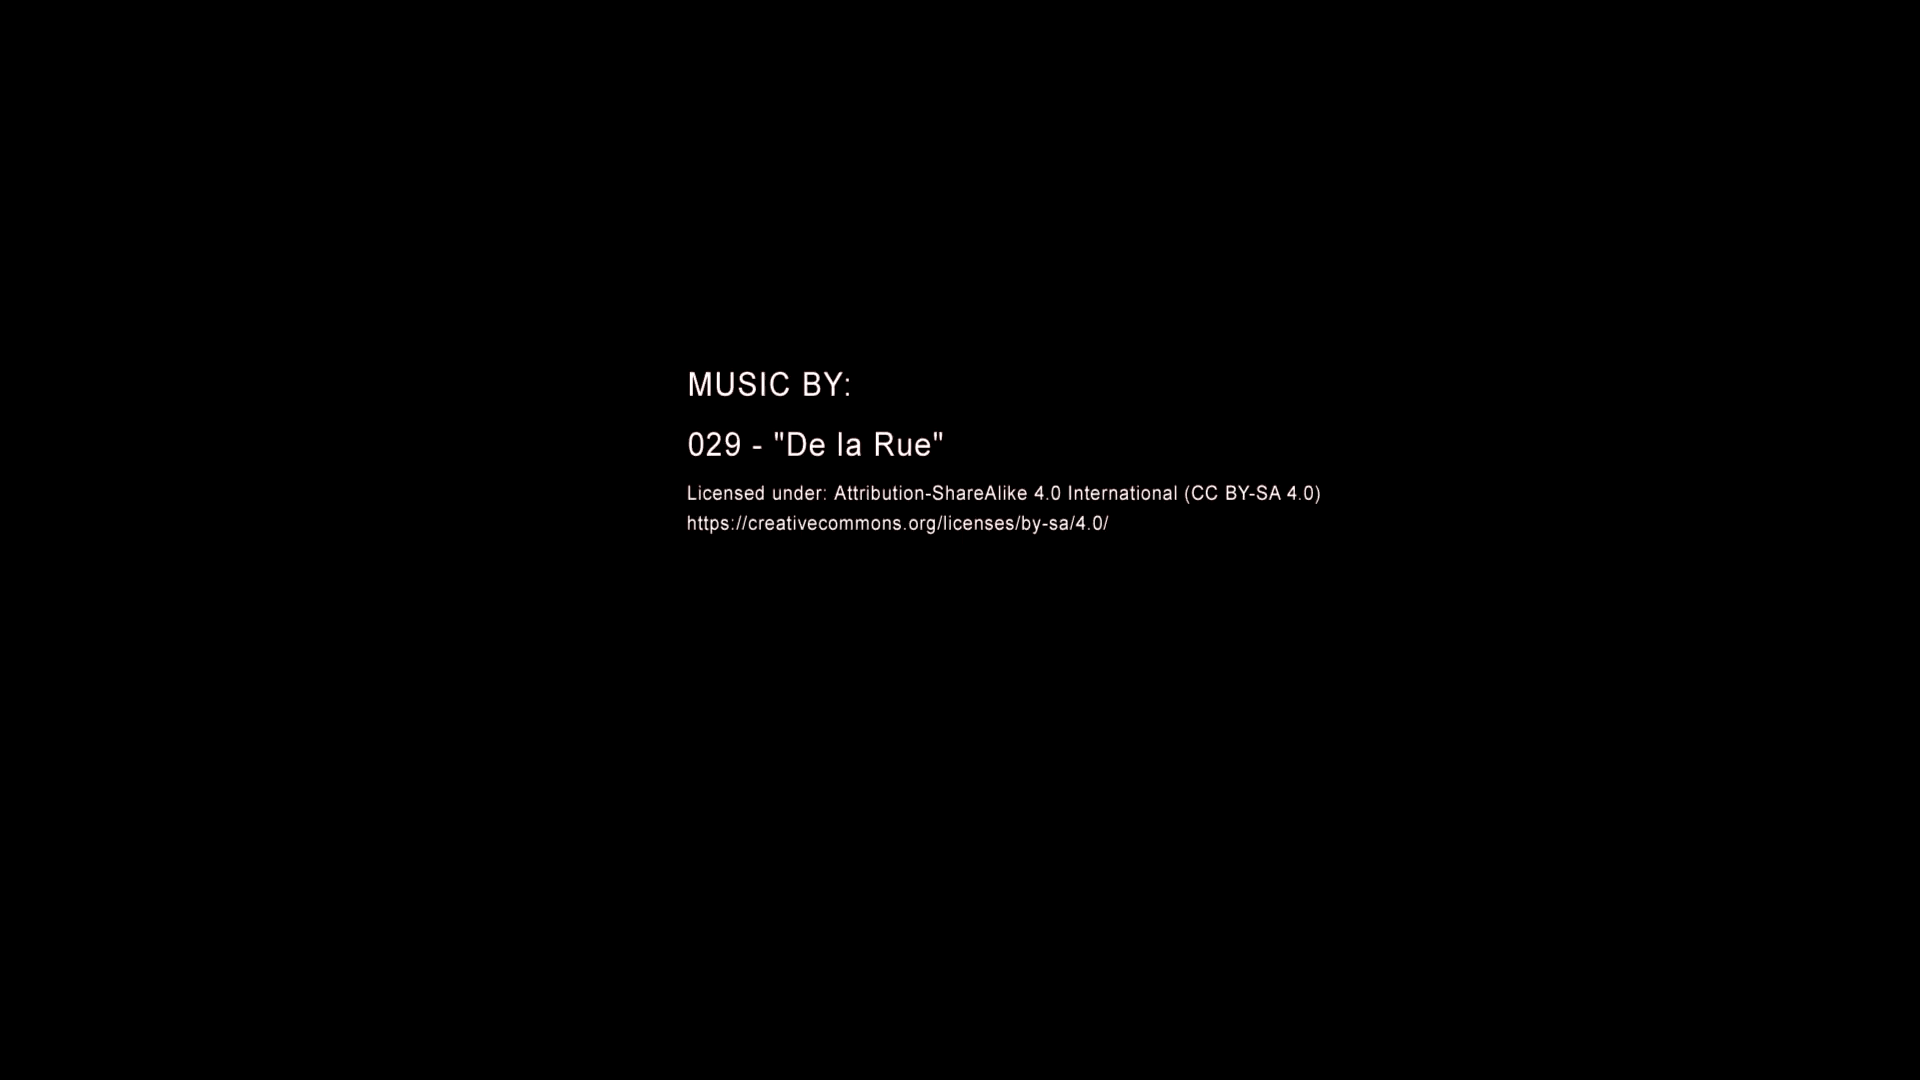 MUSIC BY:
029 - "De la Rue"
Licensed under: Attribution-ShareAlike 4.0 International (CC BY-SA 4.0)
https://creativecommons.org/licenses/by-sa/4.0/